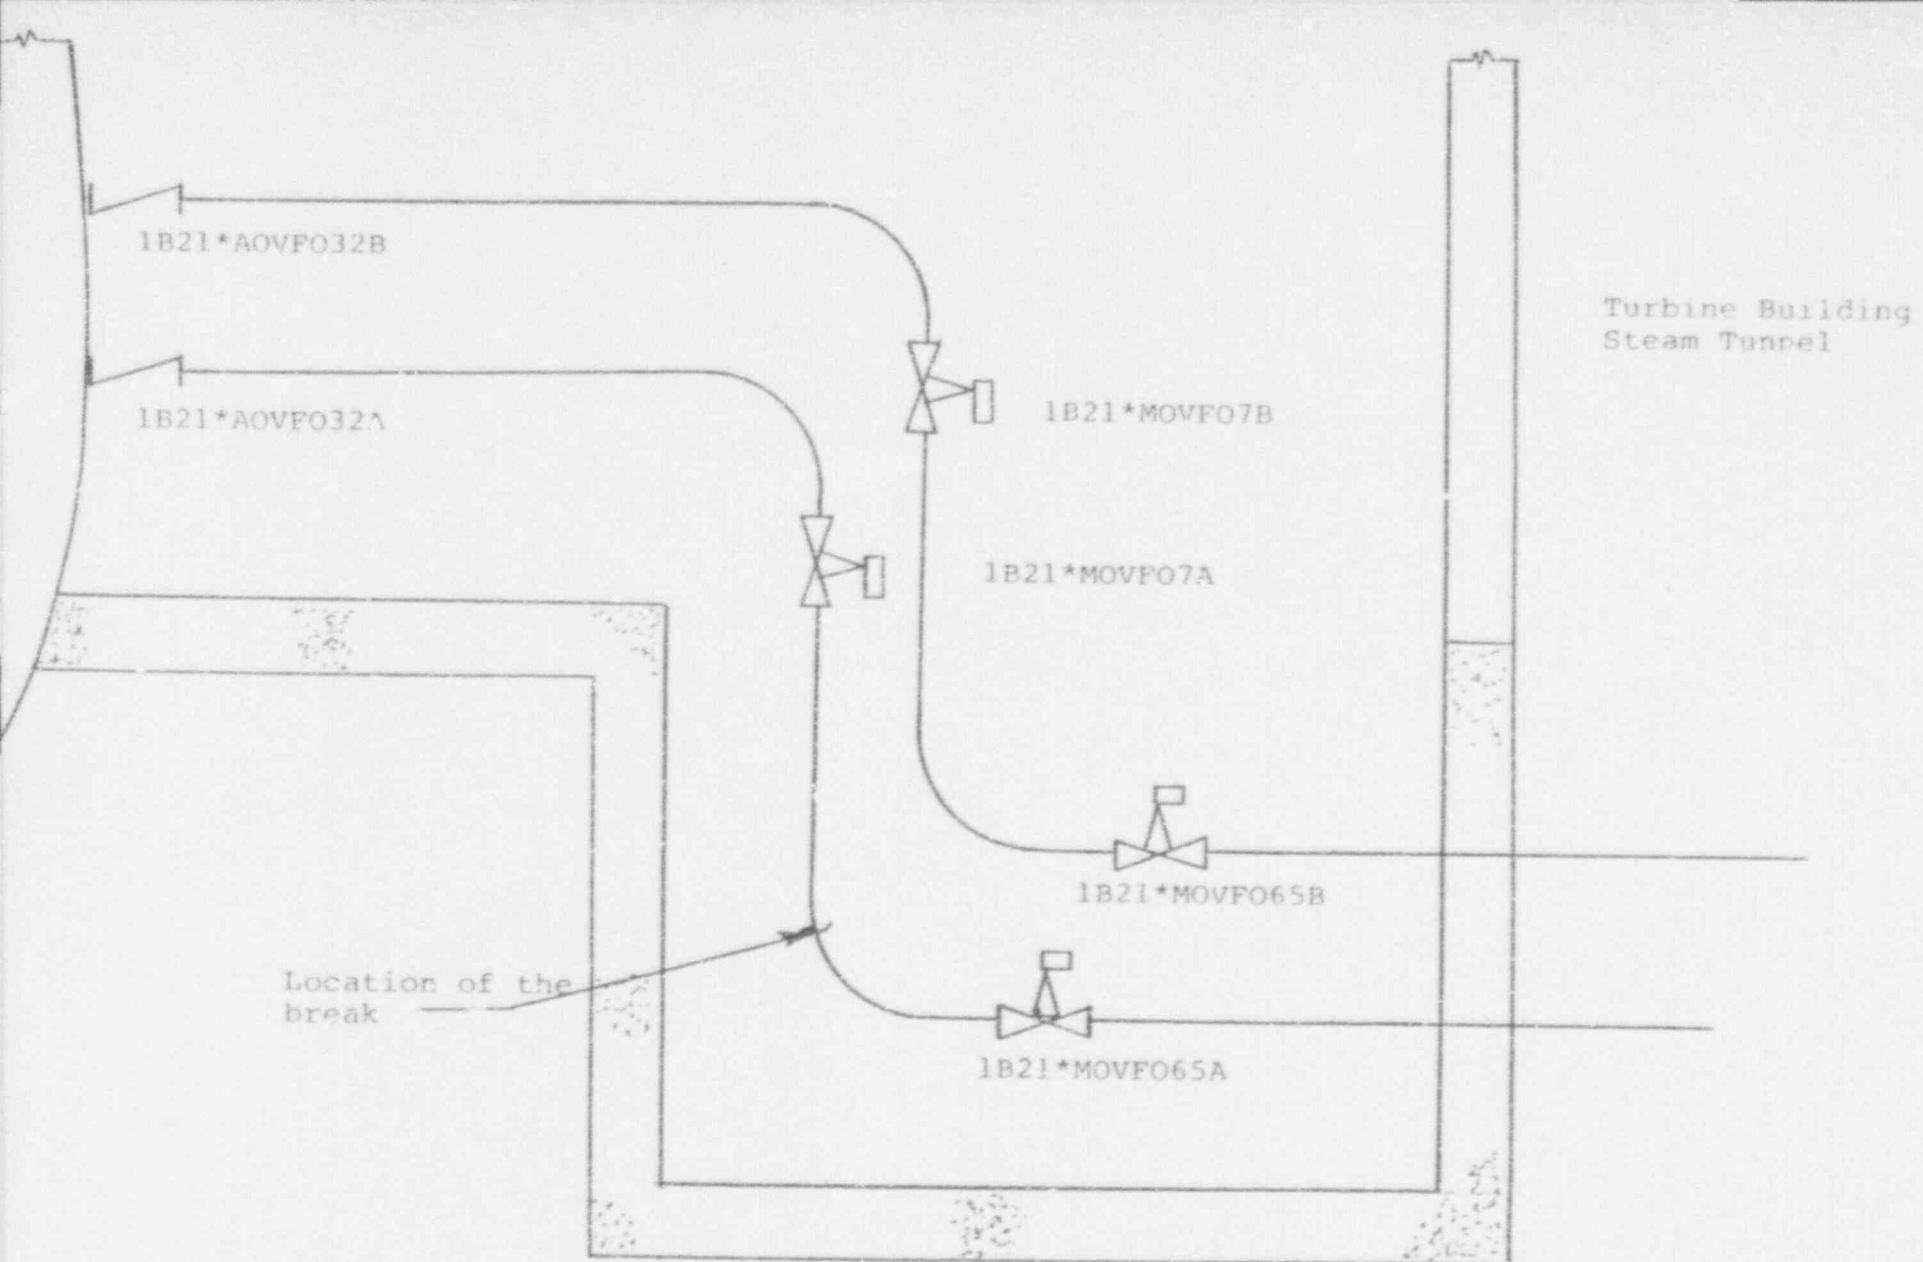 1B21*AOVFO32B
Turbine Building
Steam Tunnel
1B21*MOVFO7B
1B21*AOVFO32A
1B21*MOVFO7A
1B21*MOVFO65B
Location of the
break
1B21*MOVFO65A